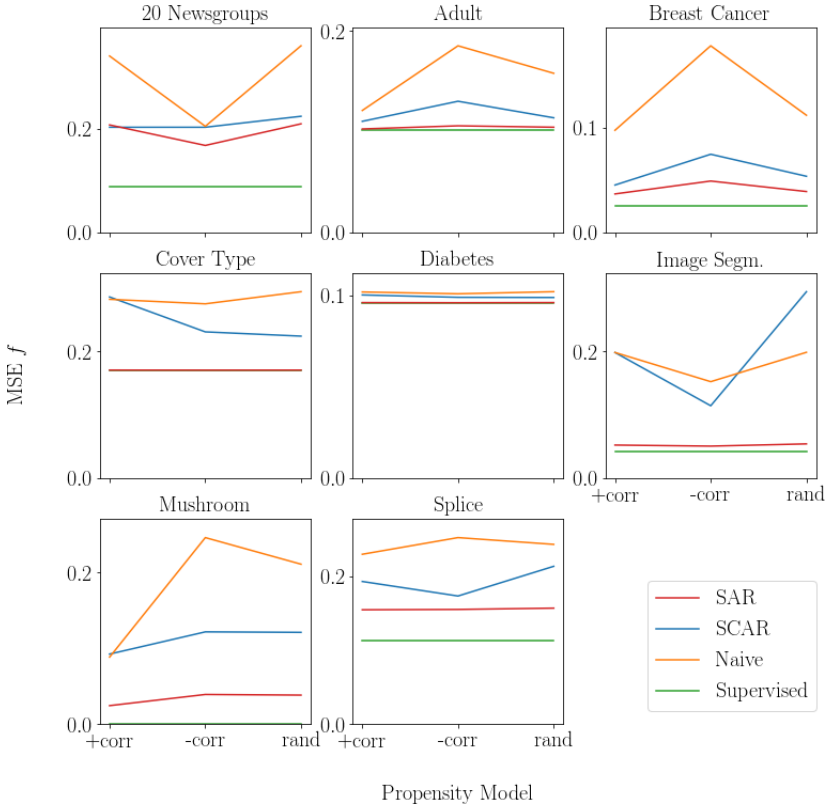 20 Newsgroups
Adult
Breast Cancer
0.2
0.0
0.2
0.0
0.1
0.0
Cover Type
Diabetes
Image Segm.
0.2
0.0
0.1
0.0
0.2
0.0
+corr
-corr
rand
MSE f
Mushroom
Splice
0.2
0.0
+corr
-corr
rand
0.2
0.0
+corr
-corr
rand
SAR
SCAR
Naive
Supervised
Propensity Model